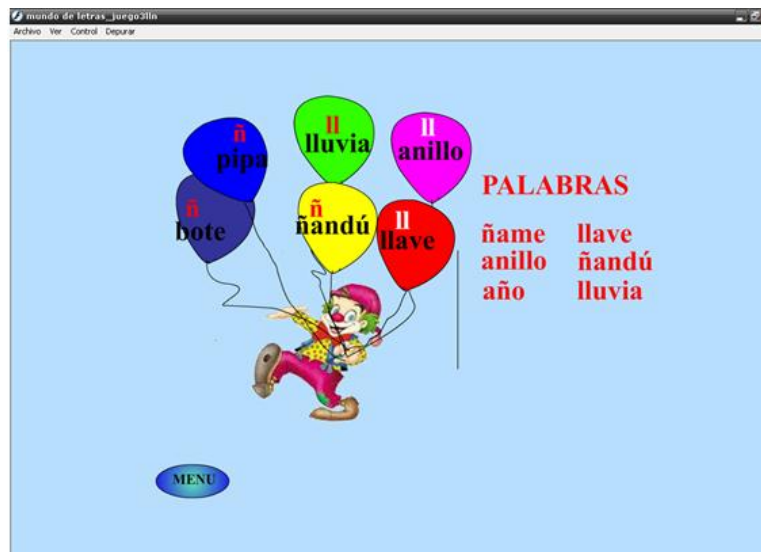 mundo de letras_juego3lln
Archivo Ver Control Depurar
ñ
pipa
ll
lluvia
ll
anillo
ñ
bote
ñ
ñandú
ll
llave
PALABRAS
ñame llave
anillo ñandú
año lluvia
MENU